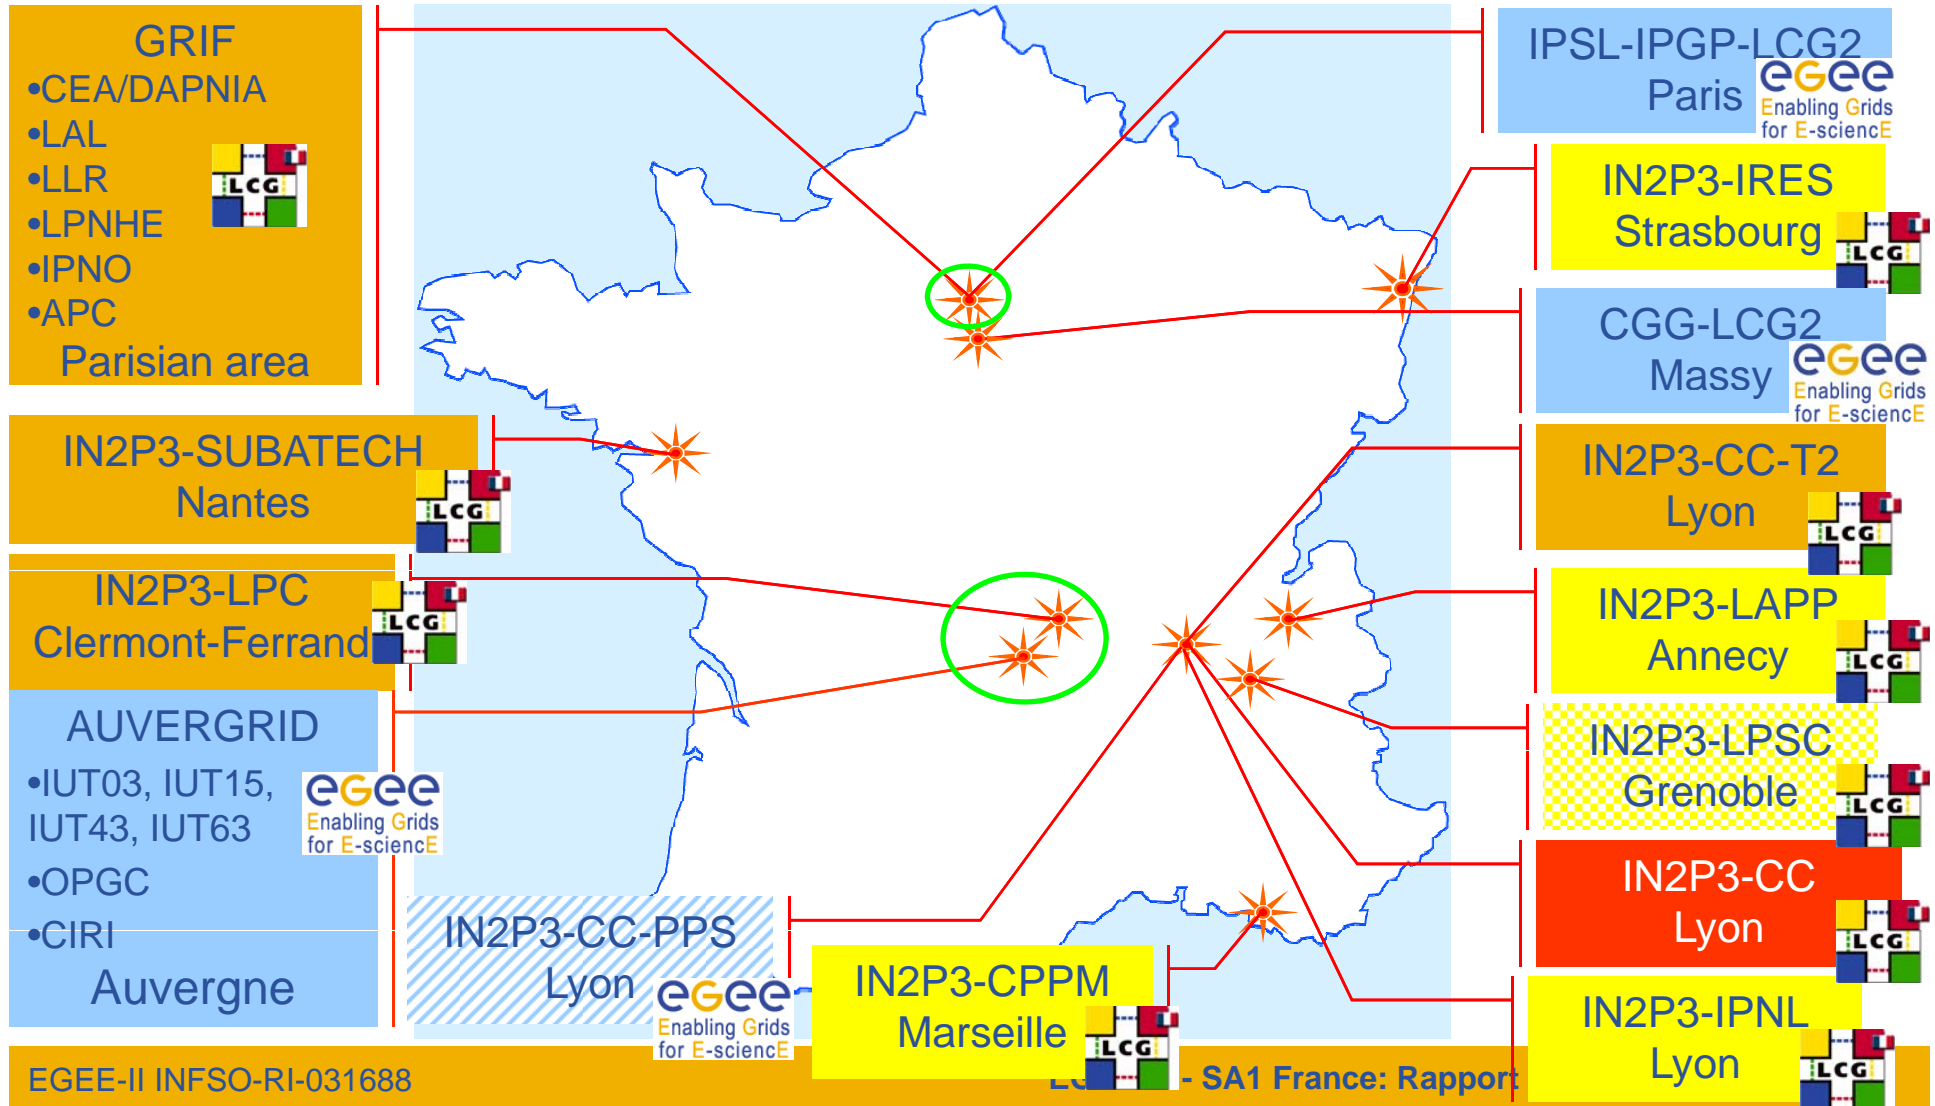 GRIF
•CEA/DAPNIA
•LAL
•LLR
•LPNHE
•IPNO
•APC
Parisian area
LCG
IN2P3-SUBATECH
Nantes
LCG
IN2P3-LPC
Clermont-Ferrand
LCG
AUVERGRID
•IUT03, IUT15,
IUT43, IUT63
•OPGC
•CIRI
Auvergne
egee
Enabling Grids
for E-sciencE
IPSL-IPGP-LCG2
Paris
egee
Enabling Grids
for E-sciencE
IN2P3-IRES
Strasbourg
LCG
CGG-LCG2
Massy
egee
Enabling Grids
for E-sciencE
IN2P3-CC-T2
Lyon
LCG
IN2P3-LAPP
Annecy
LCG
IN2P3-LPSC
Grenoble
LCG
IN2P3-CC
Lyon
LCG
IN2P3-CC-PPS
Lyon
egee
Enabling Grids
for E-sciencE
IN2P3-CPPM
Marseille
LCG
IN2P3-IPNL
Lyon
LCG
EGEE-II INFSO-RI-031688
- SA1 France: Rapport